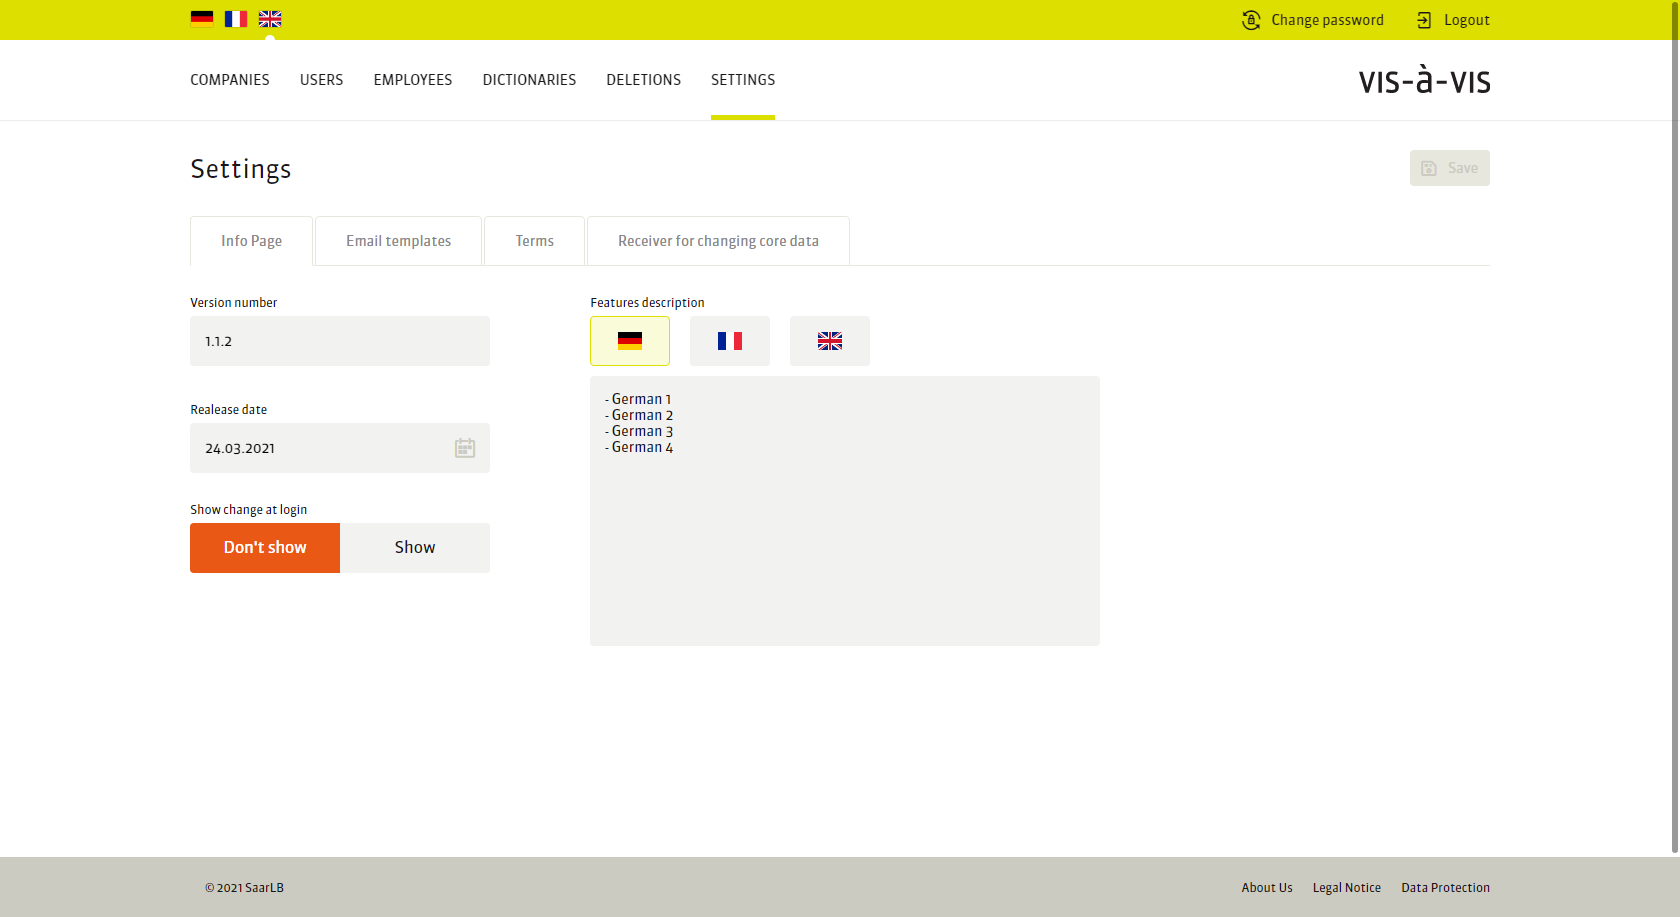 Change password
Logout
COMPANIES
USERS
EMPLOYEES
DICTIONARIES
DELETIONS
SETTINGS
VIS-à-VIS
Settings
Save
Info Page
Email templates
Terms
Receiver for changing core data
Version number
1.1.2
Realease date
24.03.2021
Show change at login
Don't show
Show
Features description
- German 1
- German 2
- German 3
- German 4
© 2021 SaarLB
About Us
Legal Notice
Data Protection